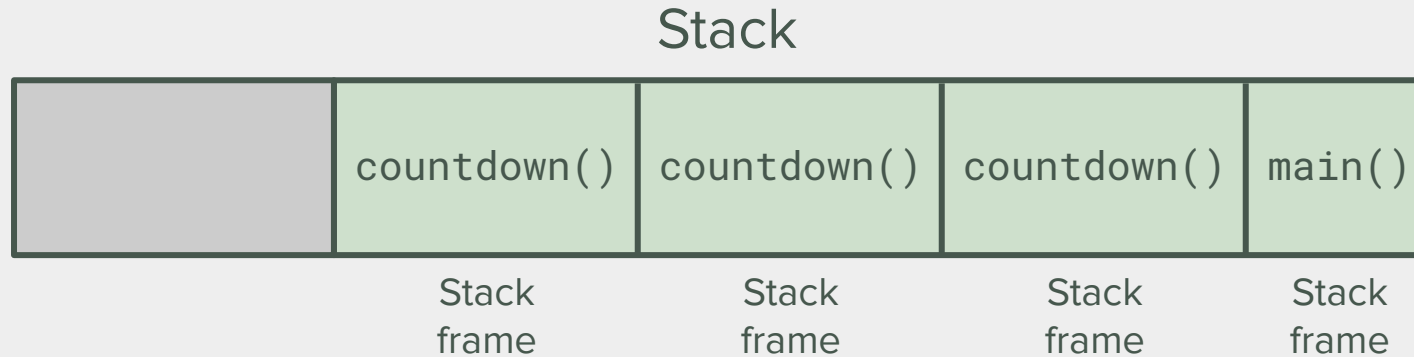 Stack
countdown() countdown() countdown() main()
Stack Stack Stack Stack
frame frame frame frame